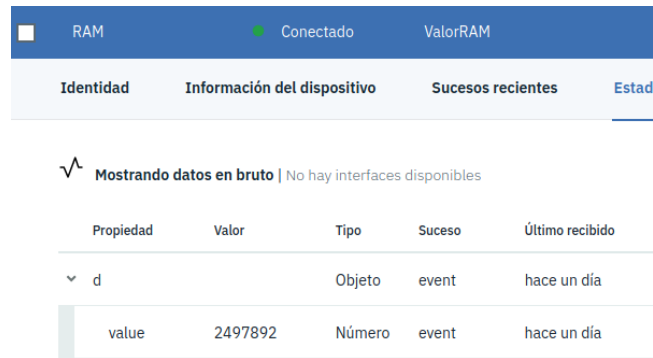 RAM Conectado ValorRAM
Identidad Información del dispositivo Sucesos recientes Estad
Mostrando datos en bruto | No hay interfaces disponibles
Propiedad Valor Tipo Suceso Último recibido
d Objeto event hace un día
value 2497892 Número event hace un día